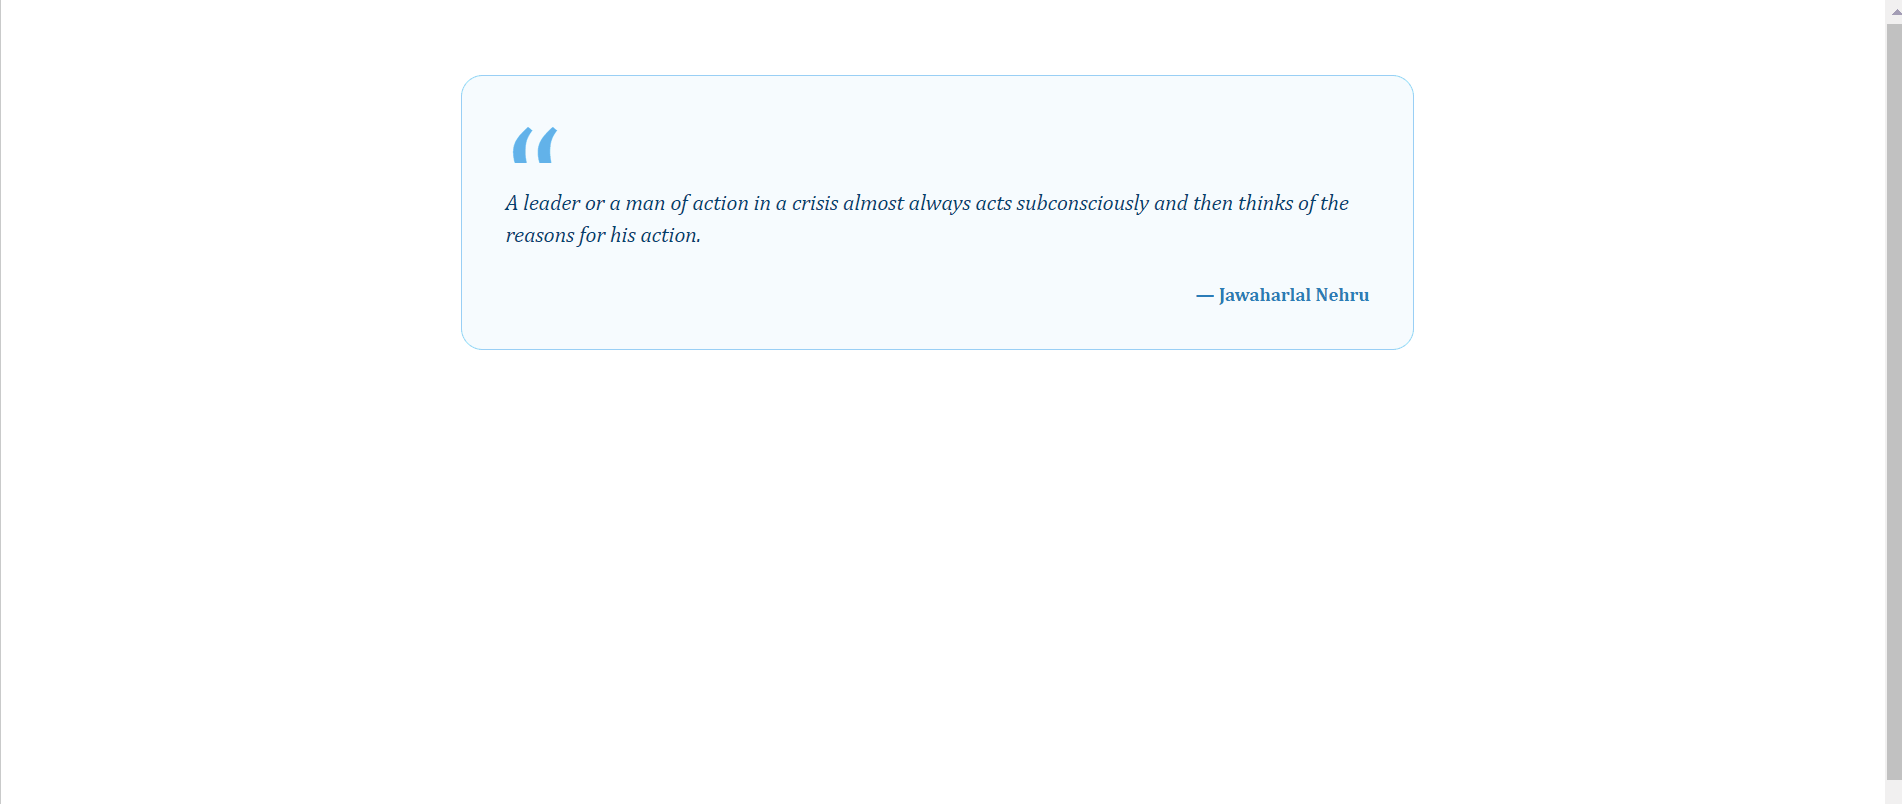 “
A leader or a man of action in a crisis almost always acts subconsciously and then thinks of the
reasons for his action.
— Jawaharlal Nehru